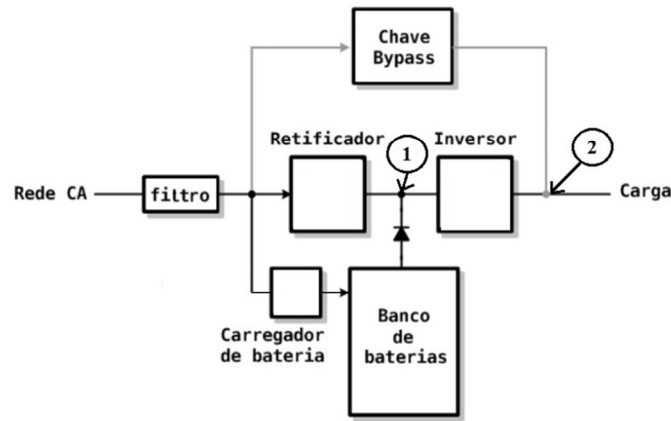 Chave
Bypass
Retificador
Inversor
1
2
Rede CA
filtro
Carga
Carregador
de bateria
Banco
de
baterias